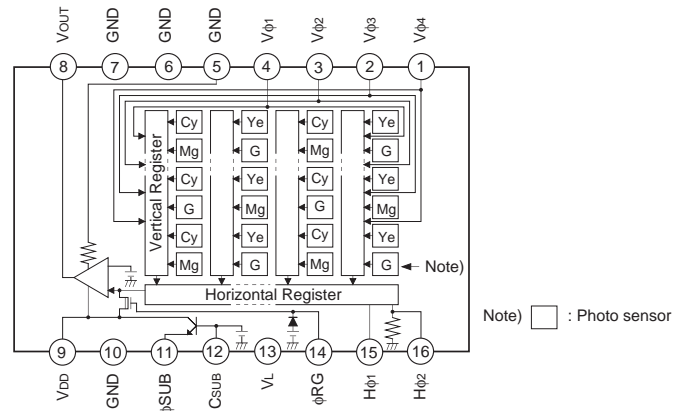 VOUT GND GND GND Vϕ1 Vϕ2 Vϕ3 Vϕ4
8 7 6 5 4 3 2 1
Cy Ye Cy Ye
Mg G Mg G
Cy Ye Cy Ye
G Mg G Mg
Cy Ye Cy Ye
Mg G Mg G
Vertical Register
Note)
Horizontal Register
Note) : Photo sensor
9 10 11 12 13 14 15 16
VDD GND ϕSUB CSUB VL ϕRG Hϕ1 Hϕ2